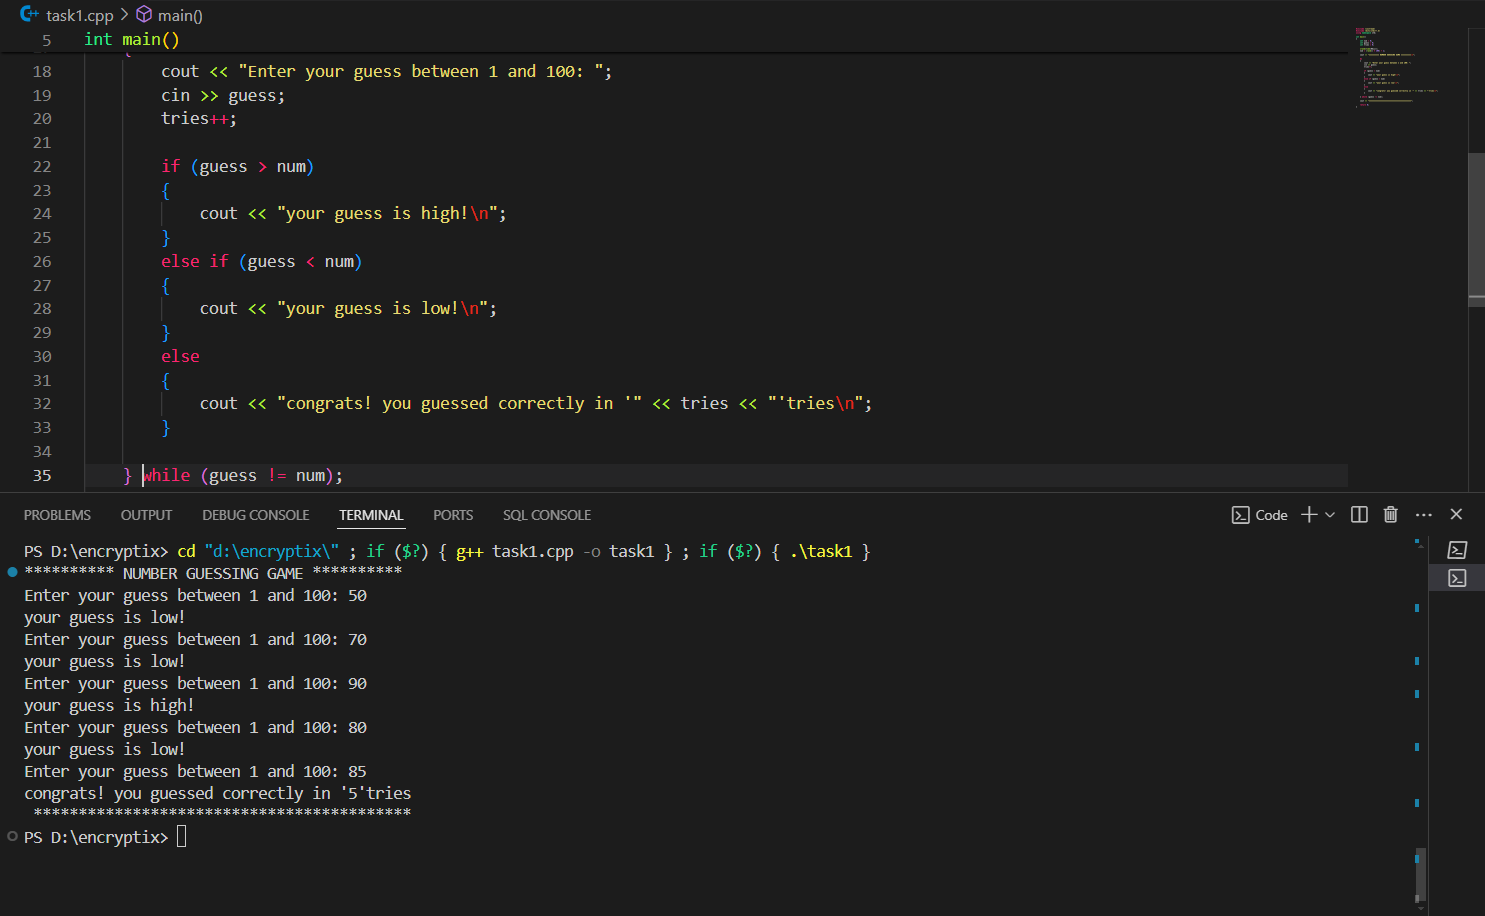 task1.cpp > main()
5 int main()
18 cout << "Enter your guess between 1 and 100: ";
19 cin >> guess;
20 tries++;
21
22 if (guess > num)
23 {
24 cout << "your guess is high!\n";
25 }
26 else if (guess < num)
27 {
28 cout << "your guess is low!\n";
29 }
30 else
31 {
32 cout << "congrats! you guessed correctly in '" << tries << "'tries\n";
33 }
34
35 } while (guess != num);
PROBLEMS OUTPUT DEBUG CONSOLE TERMINAL PORTS SQL CONSOLE Code
PS D:\encryptix> cd "d:\encryptix\" ; if ($?) { g++ task1.cpp -o task1 } ; if ($?) { .\task1 }
********** NUMBER GUESSING GAME **********
Enter your guess between 1 and 100: 50
your guess is low!
Enter your guess between 1 and 100: 70
your guess is low!
Enter your guess between 1 and 100: 90
your guess is high!
Enter your guess between 1 and 100: 80
your guess is low!
Enter your guess between 1 and 100: 85
congrats! you guessed correctly in '5'tries
******************************************
PS D:\encryptix>